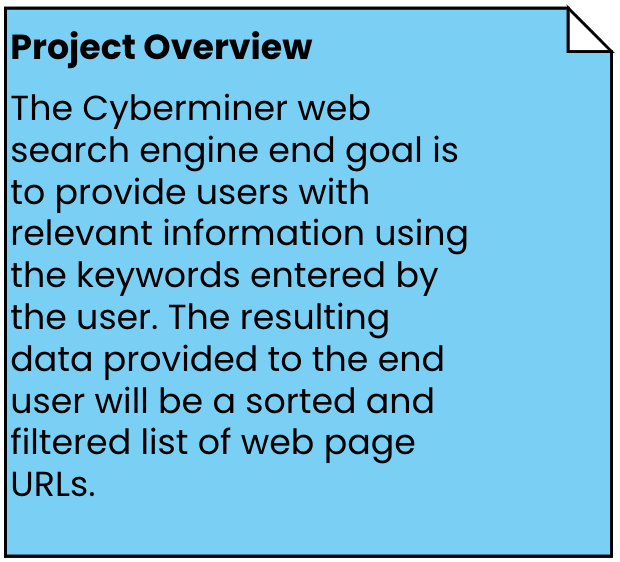 Project Overview
The Cyberminer web
search engine end goal is
to provide users with
relevant information using
the keywords entered by
the user. The resulting
data provided to the end
user will be a sorted and
filtered list of web page
URLs.